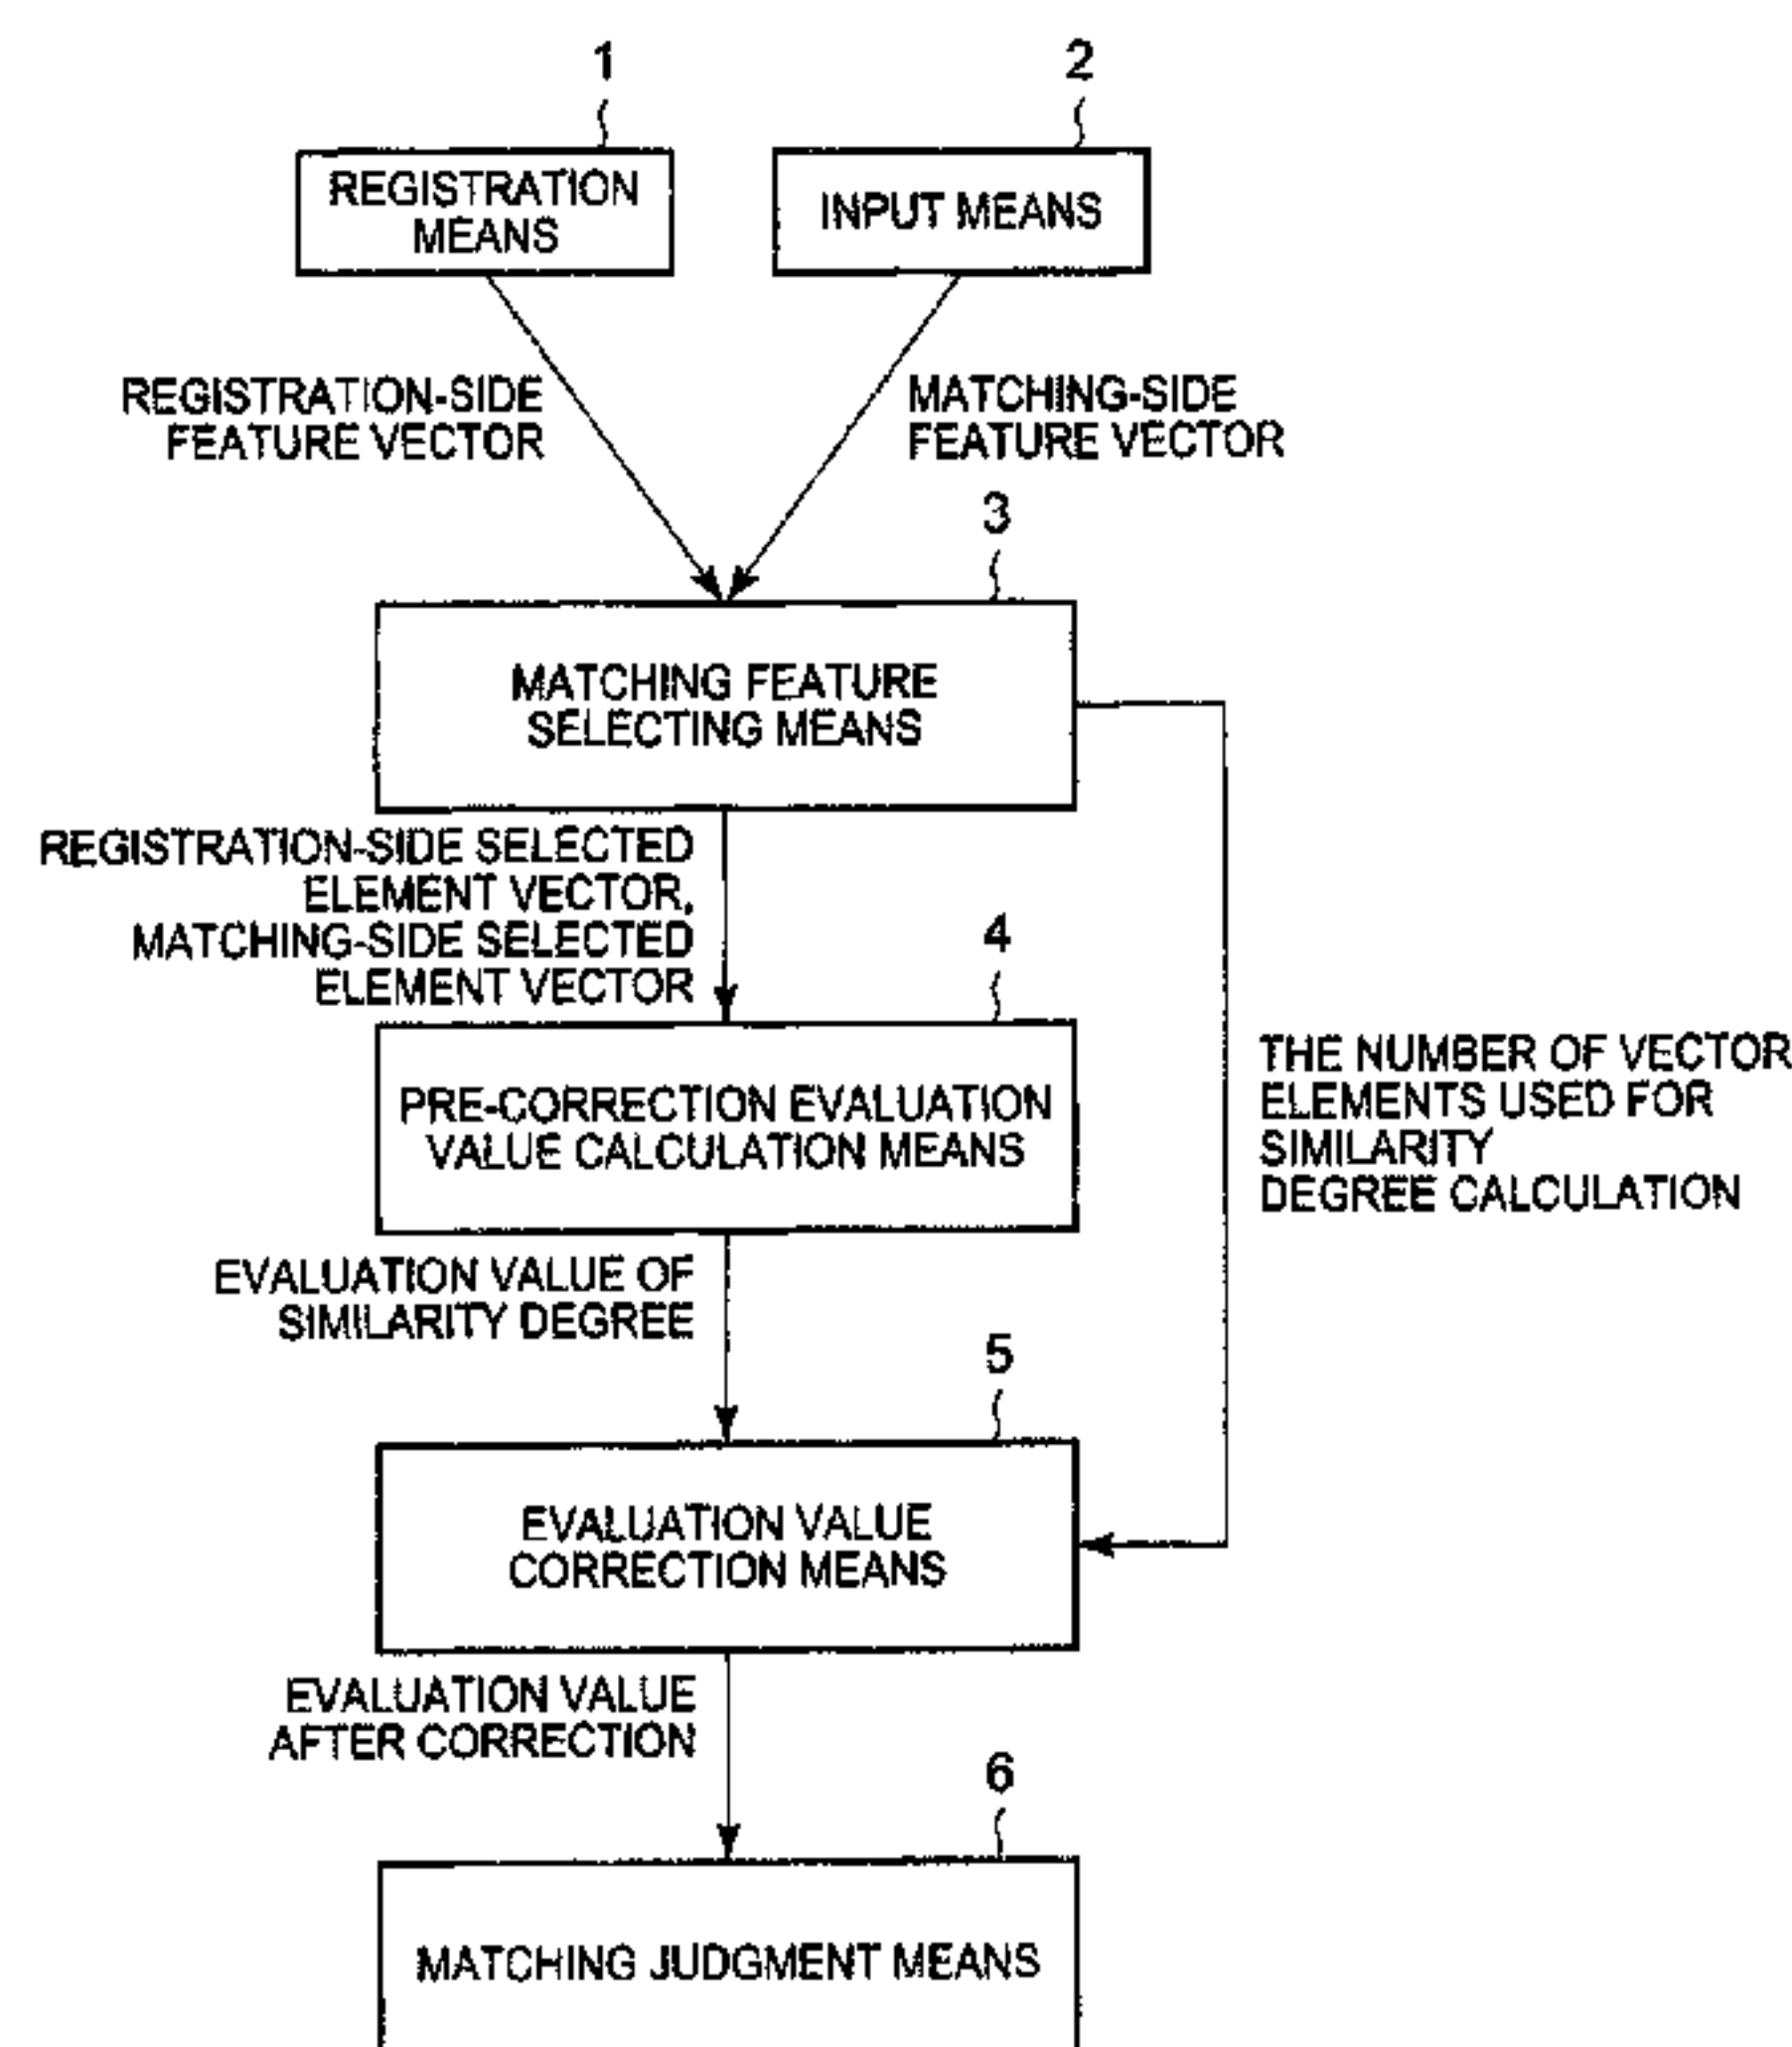 1
2
REGISTRATION
MEANS
INPUT MEANS
REGISTRATION-SIDE
FEATURE VECTOR
MATCHING-SIDE
FEATURE VECTOR
3
MATCHING FEATURE
SELECTING MEANS
REGISTRATION-SIDE SELECTED
ELEMENT VECTOR,
MATCHING-SIDE SELECTED
ELEMENT VECTOR
4
PRE-CORRECTION EVALUATION
VALUE CALCULATION MEANS
THE NUMBER OF VECTOR
ELEMENTS USED FOR
SIMILARITY
DEGREE CALCULATION
EVALUATION VALUE OF
SIMILARITY DEGREE
5
EVALUATION VALUE
CORRECTION MEANS
EVALUATION VALUE
AFTER CORRECTION
6
MATCHING JUDGMENT MEANS